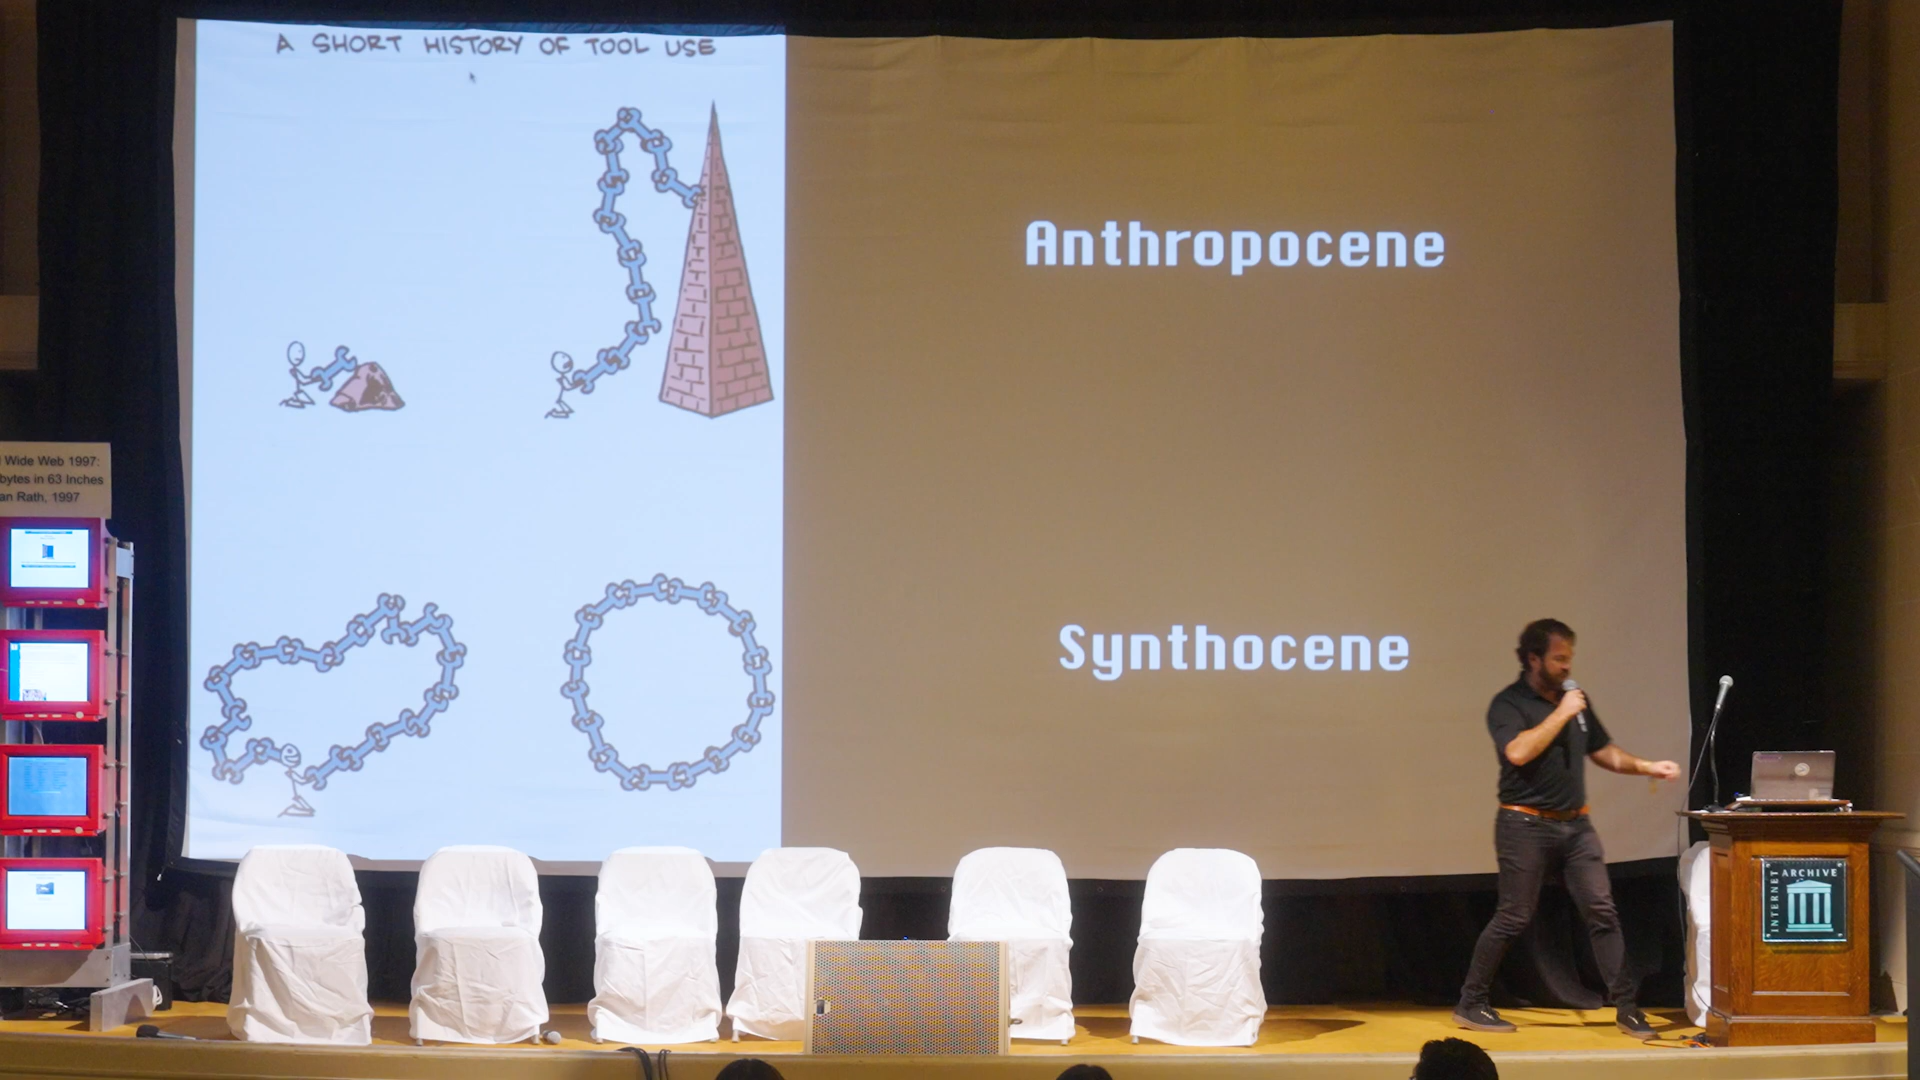 A SHORT HISTORY OF TOOL USE
Anthropocene
Synthocene
Wide Web 1997:
bytes in 63 Inches
an Rath, 1997
INTERNET
ARCHIVE